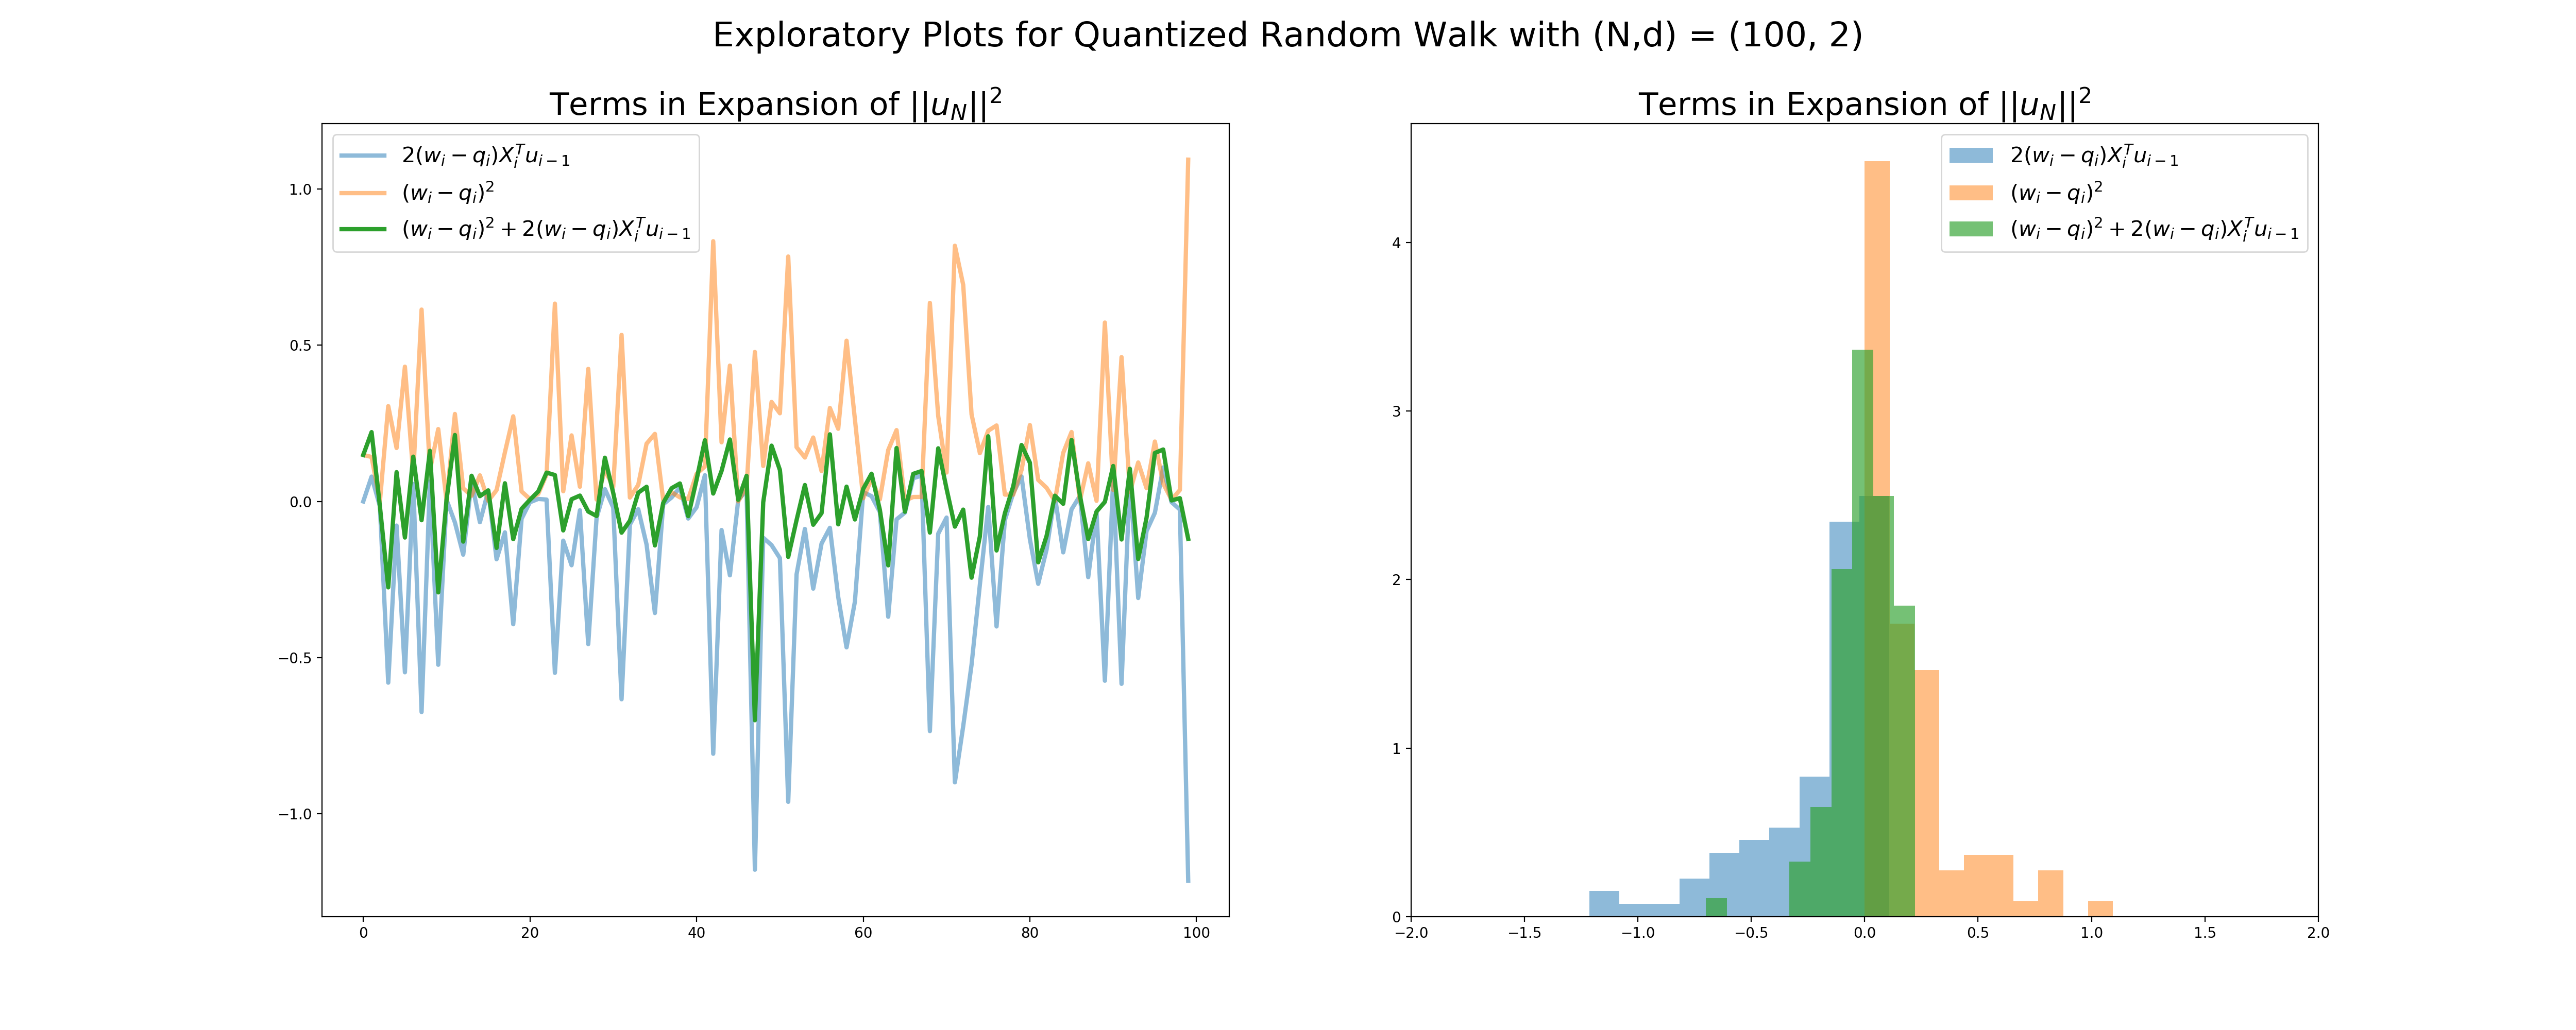 Exploratory Plots for Quantized Random Walk with (N,d) = (100, 2)
Terms in Expansion of $||u_N||^2$
$2(w_i - q_i)X_i^T u_{i-1}$
$(w_i - q_i)^2$
$(w_i - q_i)^2 + 2(w_i - q_i)X_i^T u_{i-1}$
1.0
0.5
0.0
−0.5
−1.0
0 20 40 60 80 100
Terms in Expansion of $||u_N||^2$
$2(w_i - q_i)X_i^T u_{i-1}$
$(w_i - q_i)^2$
$(w_i - q_i)^2 + 2(w_i - q_i)X_i^T u_{i-1}$
4
3
2
1
0
−2.0 −1.5 −1.0 −0.5 0.0 0.5 1.0 1.5 2.0